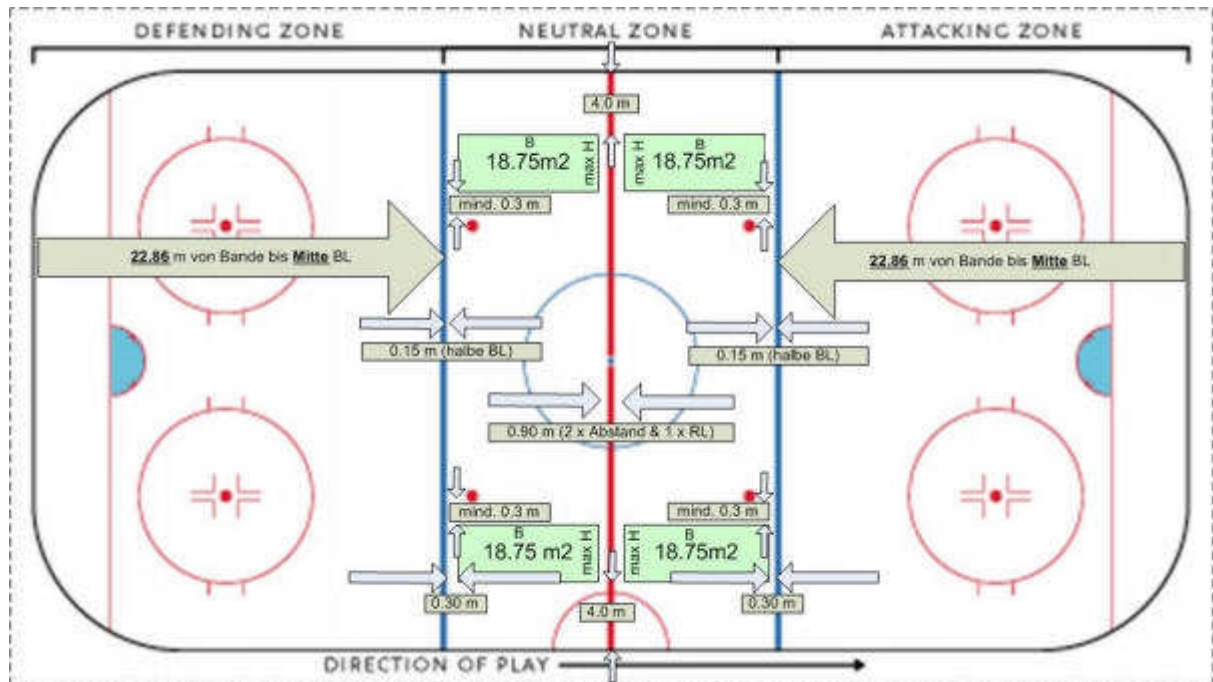 DEFENDING ZONE
NEUTRAL ZONE
ATTACKING ZONE
4.0 m
B
18.75m2
max H
B
18.75m2
max H
mind. 0.3 m
mind. 0.3 m
22.86 m von Bande bis Mitte BL
22.86 m von Bande bis Mitte BL
0.15 m (halbe BL)
0.15 m (halbe BL)
0.90 m (2 x Abstand & 1 x RL)
mind. 0.3 m
mind. 0.3 m
B
18.75 m2
max H
B
18.75m2
max H
0.30 m
4.0 m
0.30 m
DIRECTION OF PLAY